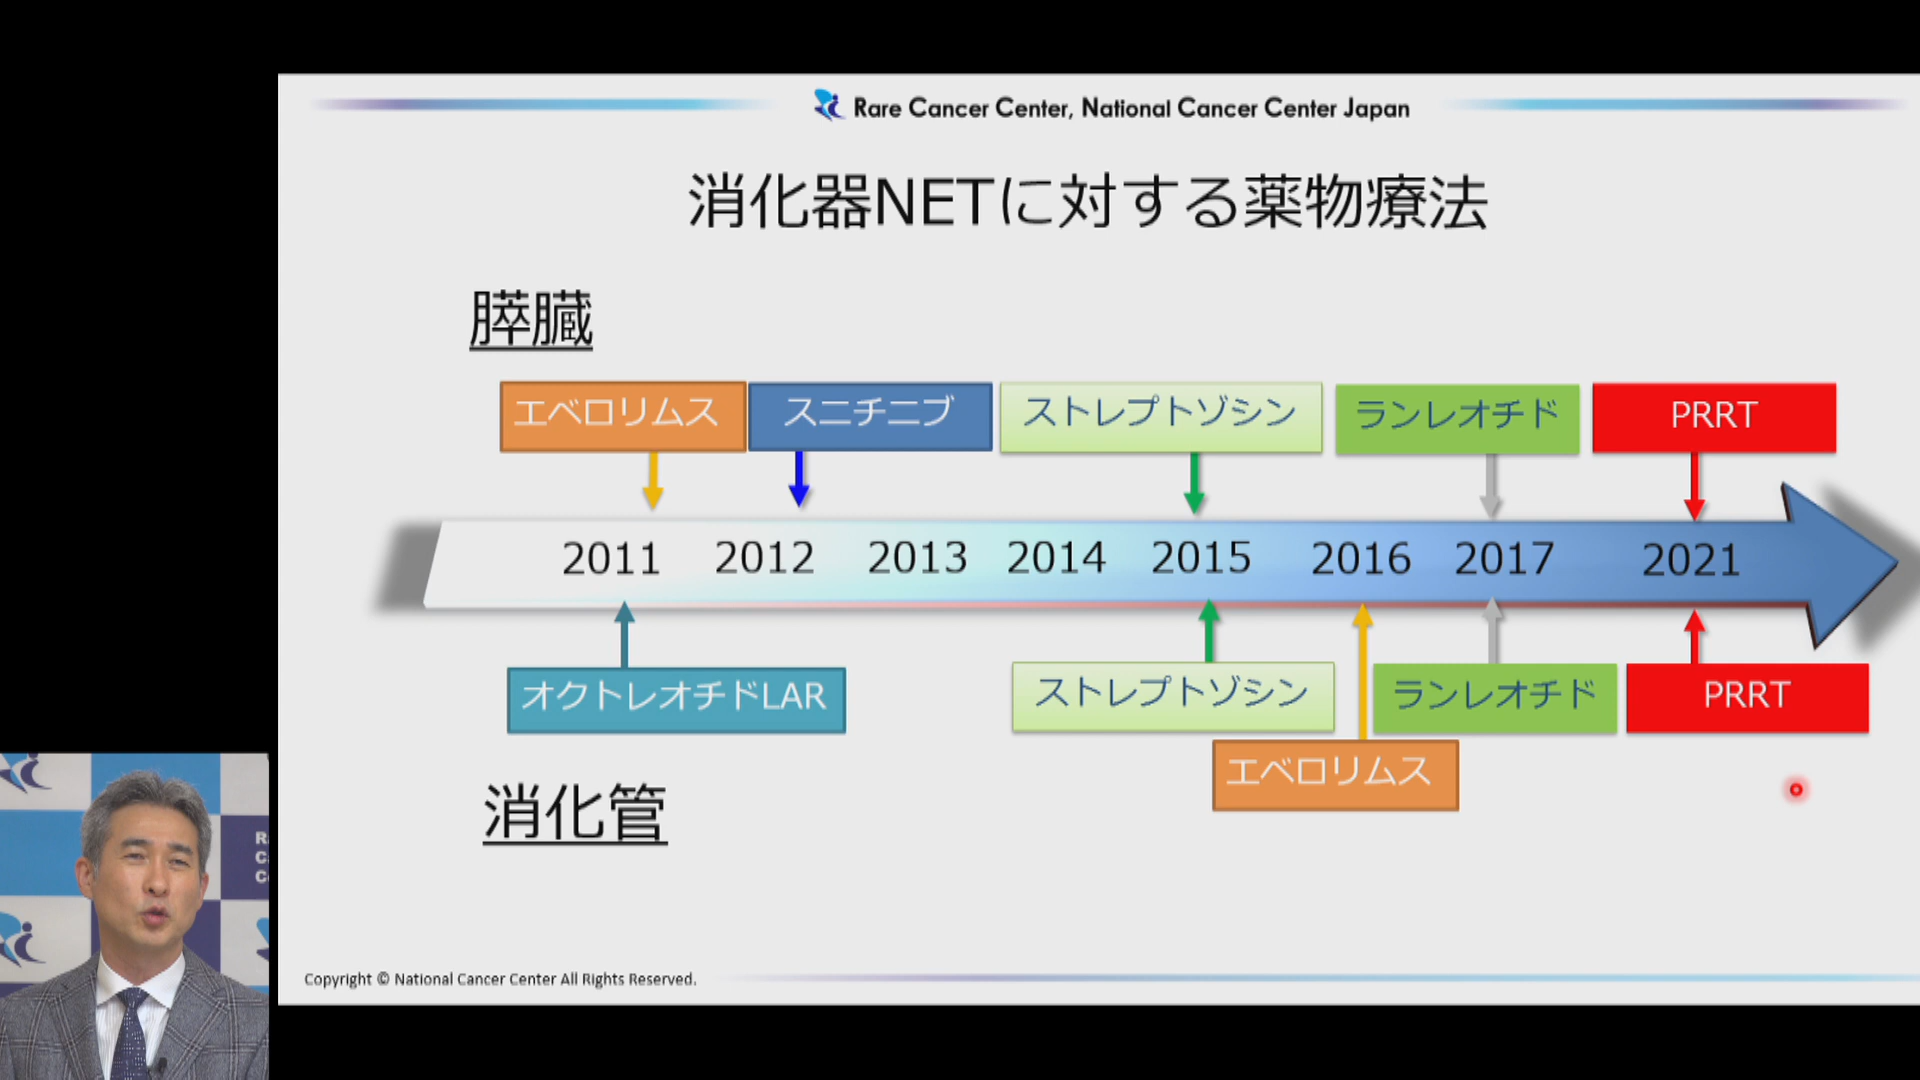 Rare Cancer Center, National Cancer Center Japan
消化器NETに対する薬物療法
膵臓
エベロリムス スニチニブ ストレプトゾシン ランレオチド PRRT
2011 2012 2013 2014 2015 2016 2017 2021
オクトレオチドLAR ストレプトゾシン ランレオチド PRRT
エベロリムス
消化管
Copyright © National Cancer Center All Rights Reserved.